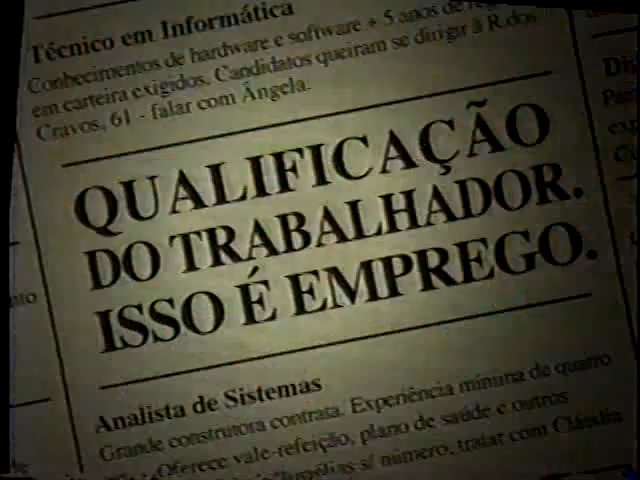 Técnico em Informática
Conhecimentos de hardware e software + 5 anos de
em carteira exigidos. Candidatos queiram se dirigir à R. dos
Cravos, 61 - falar com Ângela.
QUALIFICAÇÃO
DO TRABALHADOR.
ISSO É EMPREGO.
Analista de Sistemas
Grande construtora contrata. Experiência mínima de quatro
Oferece vale-refeição, plano de saúde e outros
s/ número, tratar com Cláudia